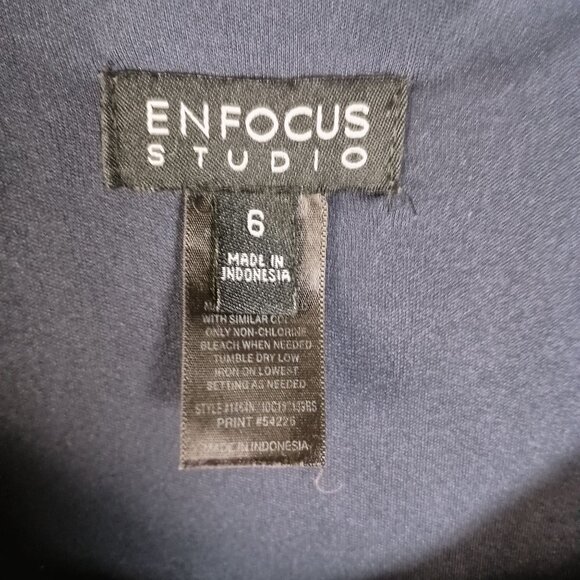 ENFOCUS
STUDIO
6
MADE IN
INDONESIA
WITH SIMILAR
ONLY NON-CHLORINE
BLEACH WHEN NEEDED
TUMBLE DRY LOW
IRON ON LOWEST
SETTING AS NEEDED
PRINT #54226
MADE IN INDONESIA